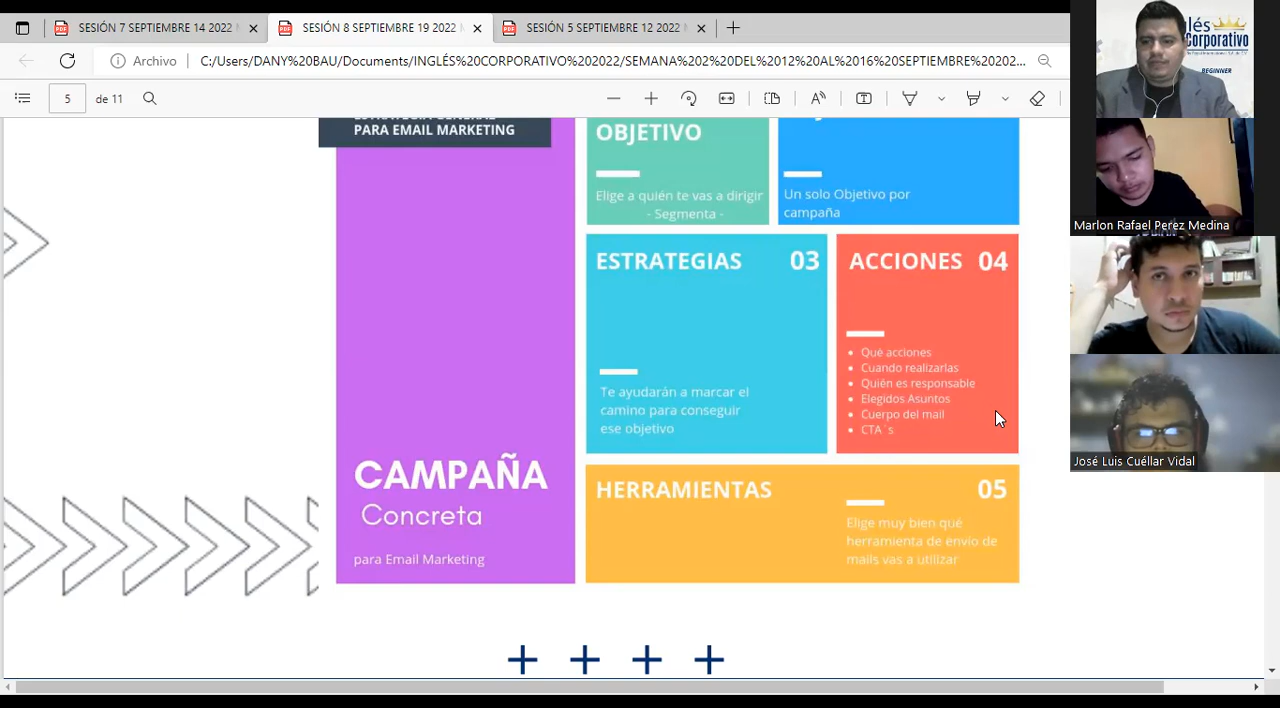 SESIÓN 7 SEPTIEMBRE 14 2022
SESIÓN 8 SEPTIEMBRE 19 2022
SESIÓN 5 SEPTIEMBRE 12 2022
Archivo
C:/Users/DANY%20BAU/Documents/INGLÉS%20CORPORATIVO%202022/SEMANA%202%20DEL%2012%20AL%2016%20SEPTIEMBRE%20202...
5
de 11
PARA EMAIL MARKETING
OBJETIVO
Elige a quién te vas a dirigir
- Segmenta -
Un solo Objetivo por
campaña
ESTRATEGIAS 03
Te ayudarán a marcar el
camino para conseguir
ese objetivo
ACCIONES 04
• Qué acciones
• Cuando realizarlas
• Quién es responsable
• Elegidos Asuntos
• Cuerpo del mail
• CTA´s
CAMPAÑA
Concreta
para Email Marketing
HERRAMIENTAS
05
Elige muy bien qué
herramienta de envío de
mails vas a utilizar
lés
Corporativo
BEGINNER
Marlon Rafael Perez Medina
José Luis Cuéllar Vidal